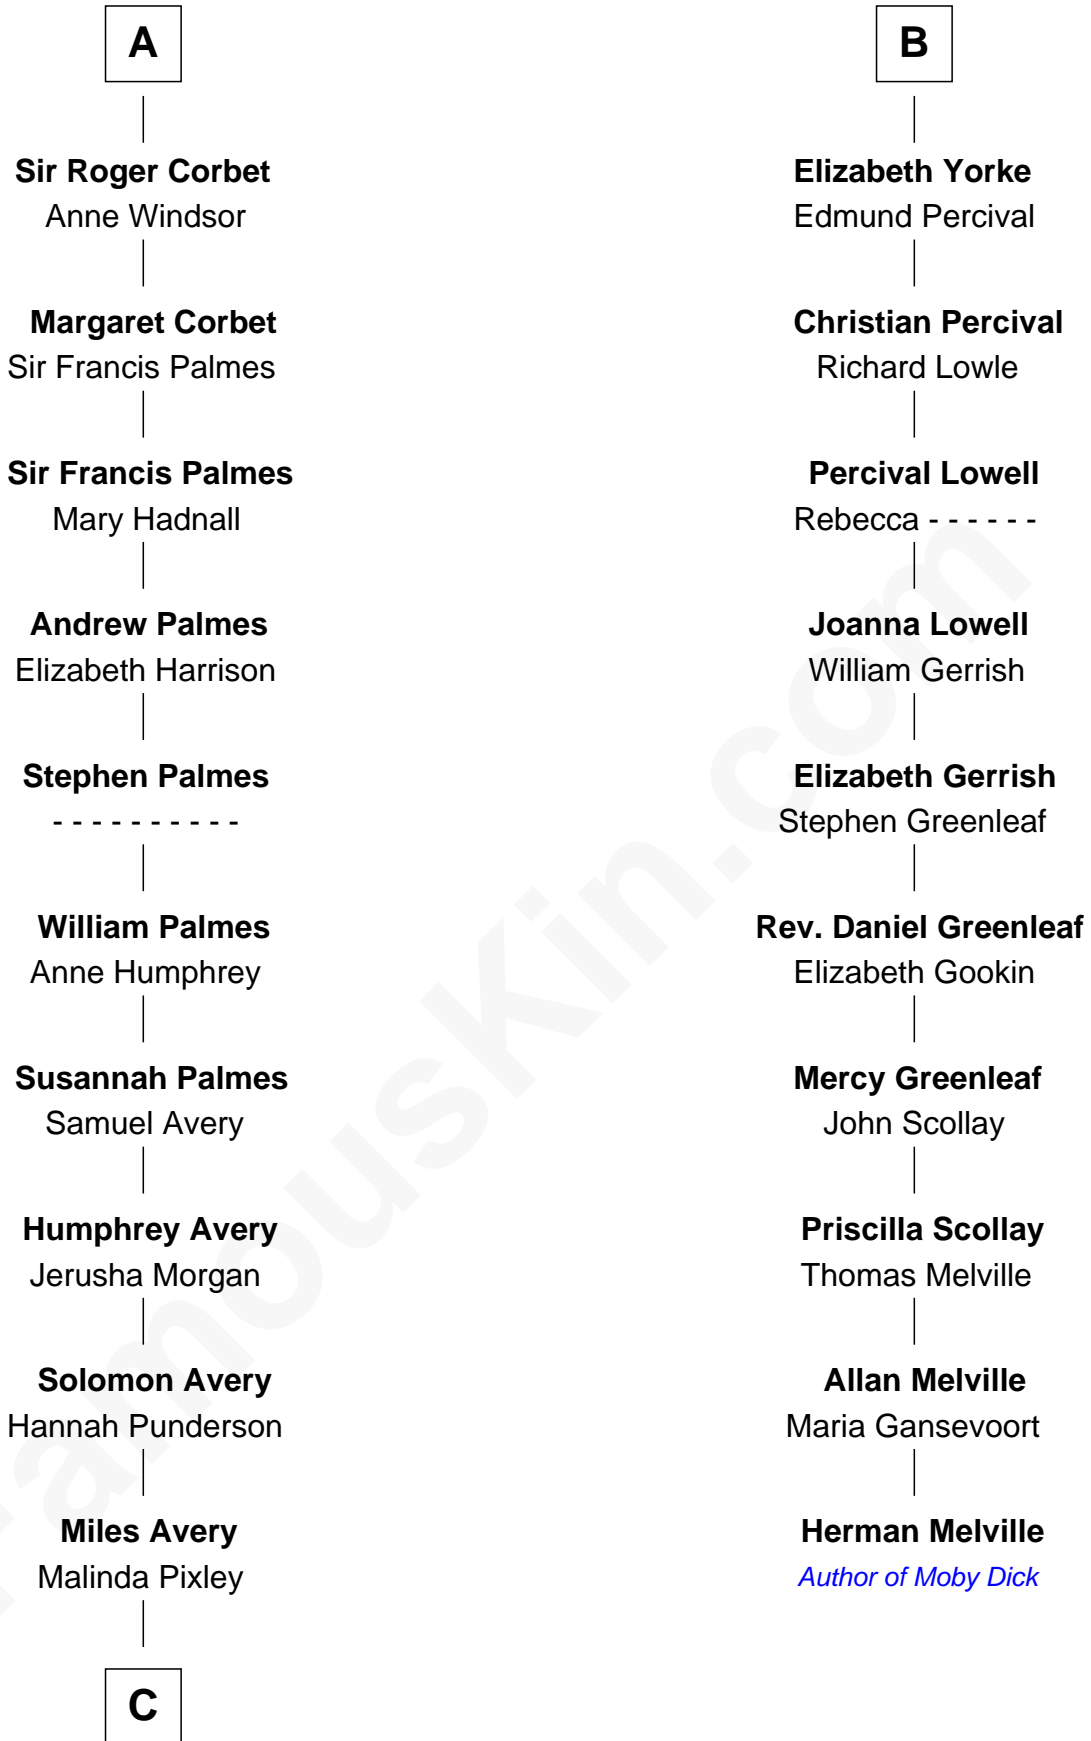 A
Sir Roger Corbet
Anne Windsor
Margaret Corbet
Sir Francis Palmes
Sir Francis Palmes
Mary Hadnall
Andrew Palmes
Elizabeth Harrison
Stephen Palmes
- - - - - - - - - -
William Palmes
Anne Humphrey
Susannah Palmes
Samuel Avery
Humphrey Avery
Jerusha Morgan
Solomon Avery
Hannah Punderson
Miles Avery
Malinda Pixley
C
B
Elizabeth Yorke
Edmund Percival
Christian Percival
Richard Lowle
Percival Lowell
Rebecca - - - - - -
Joanna Lowell
William Gerrish
Elizabeth Gerrish
Stephen Greenleaf
Rev. Daniel Greenleaf
Elizabeth Gookin
Mercy Greenleaf
John Scollay
Priscilla Scollay
Thomas Melville
Allan Melville
Maria Gansevoort
Herman Melville
Author of Moby Dick
FamousKin.com